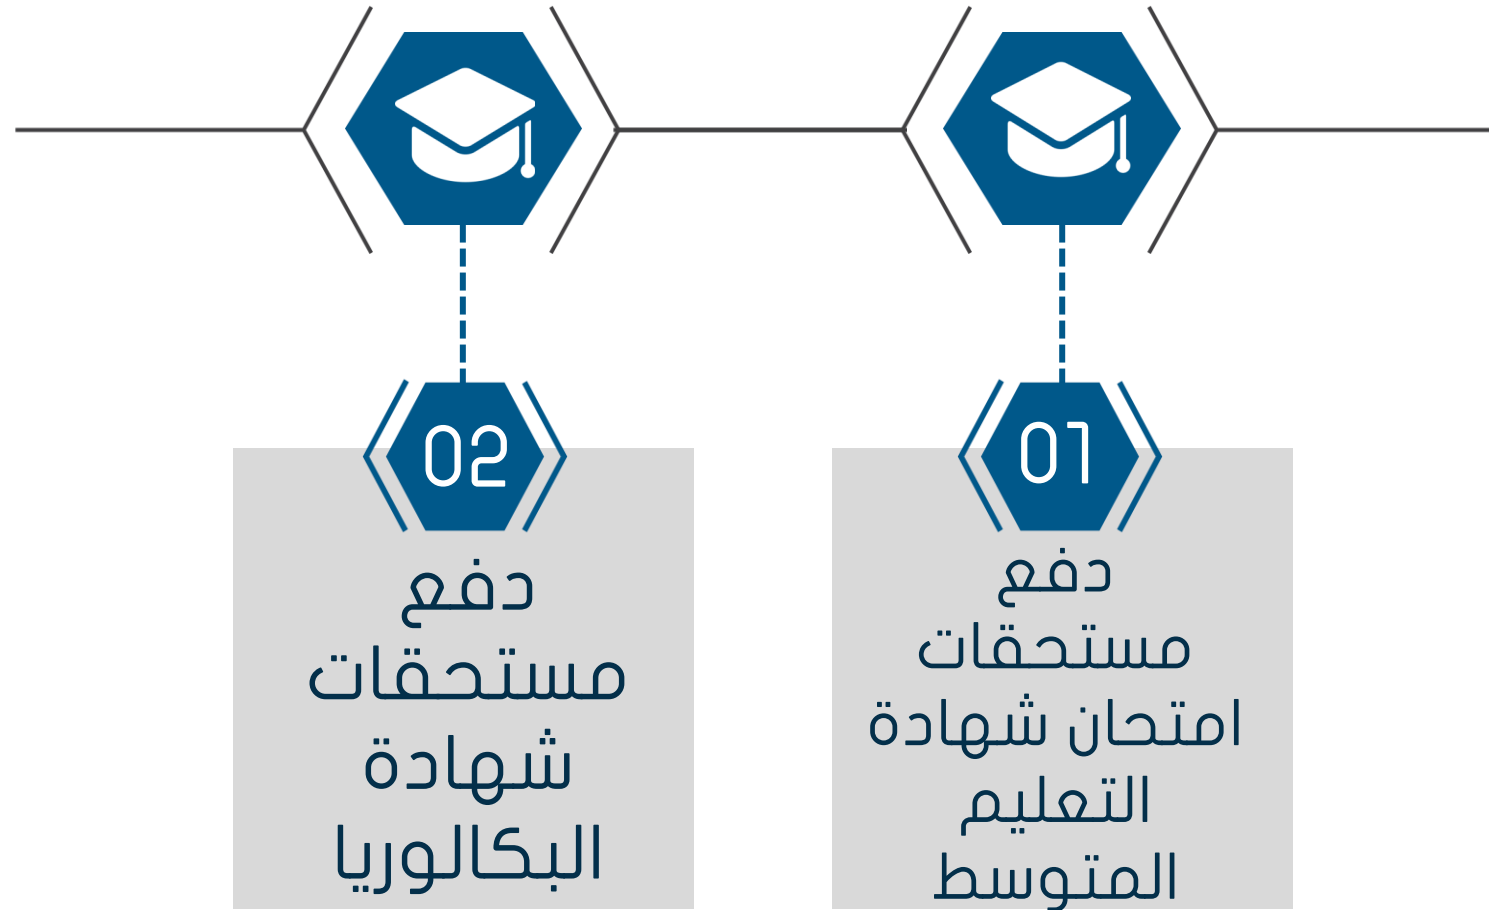 01
دفع
مستحقات
امتحان شهادة
التعليم
المتوسط
02
دفع
مستحقات
شهادة
البكالوريا